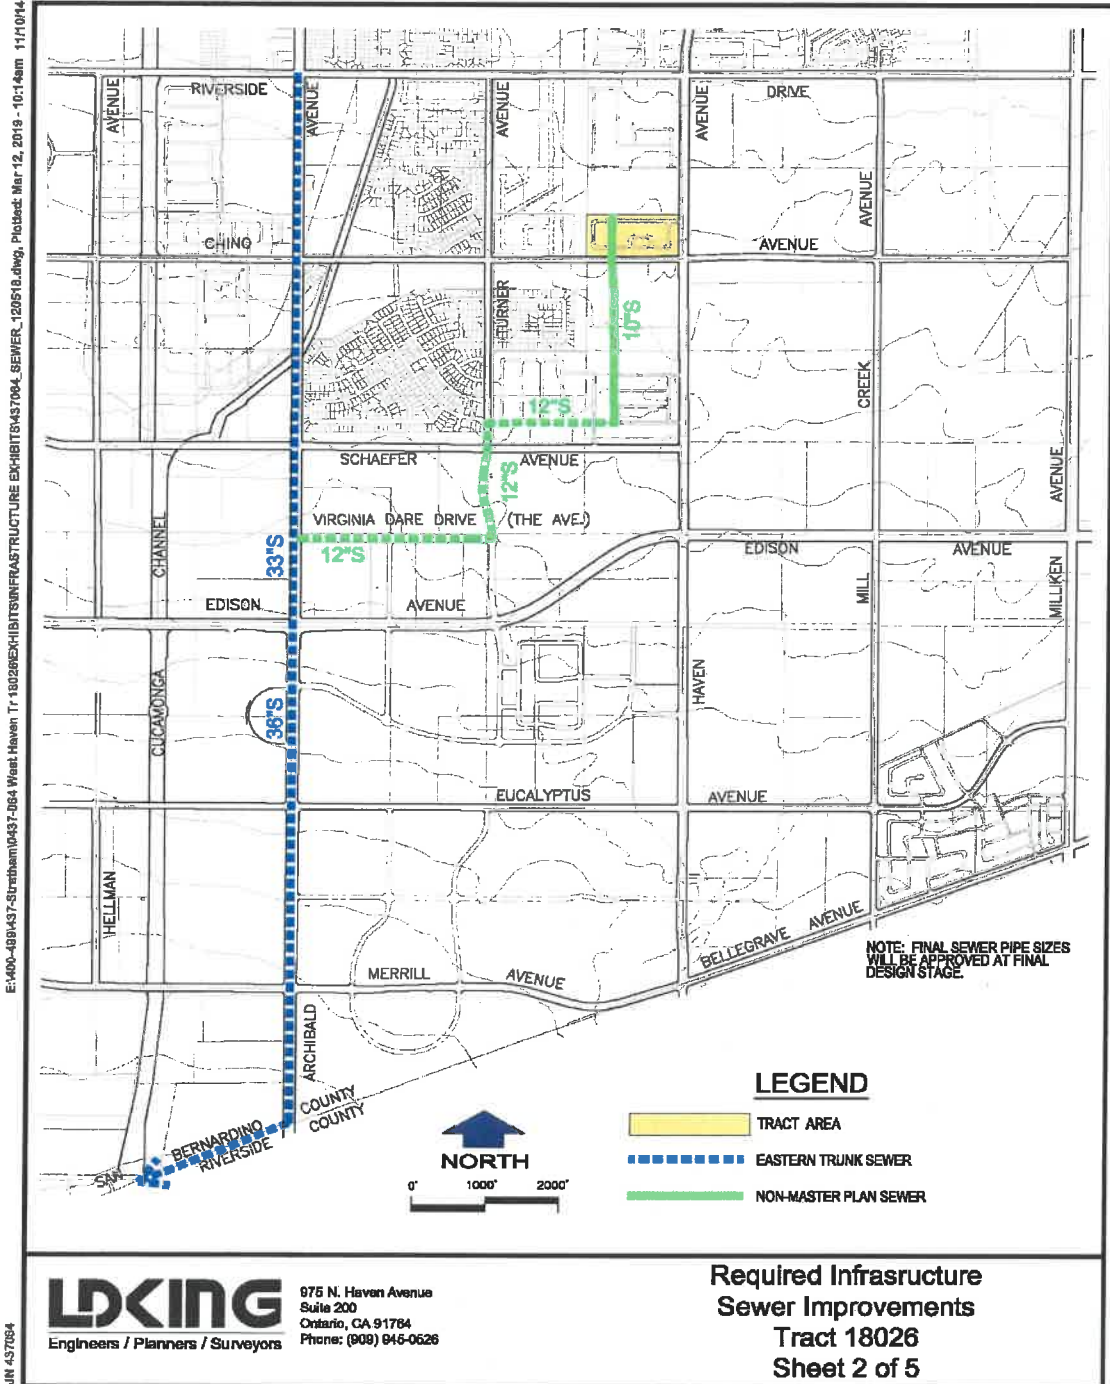 E:\400-499\437-Stratham\0437-064 West Haven Tr 18026\EXHIBITS\INFRASTRUCTURE EXHIBITS\437064_SEWER_120518.dwg, Plotted: Mar 12, 2019 - 10:14am 11/10/14
JN 437064
RIVERSIDE
DRIVE
AVENUE
AVENUE
AVENUE
AVENUE
AVENUE
CHINO
AVENUE
TURNER
10"S
CREEK
12"S
SCHAEFER
AVENUE
12"S
AVENUE
VIRGINIA DARE DRIVE
(THE AVE.)
12"S
33"S
CHANNEL
EDISON
AVENUE
EDISON
AVENUE
MILL
MILLIKEN
HAVEN
CUCAMONGA
36"S
EUCALYPTUS
AVENUE
HELLMAN
BELLEGRAVE AVENUE
MERRILL
AVENUE
NOTE: FINAL SEWER PIPE SIZES
WILL BE APPROVED AT FINAL
DESIGN STAGE.
ARCHIBALD
SAN BERNARDINO COUNTY
RIVERSIDE COUNTY
NORTH
0' 1000' 2000'
LEGEND
TRACT AREA
EASTERN TRUNK SEWER
NON-MASTER PLAN SEWER
LDKING
Engineers / Planners / Surveyors
975 N. Haven Avenue
Suite 200
Ontario, CA 91764
Phone: (909) 945-0526
Required Infrasructure
Sewer Improvements
Tract 18026
Sheet 2 of 5